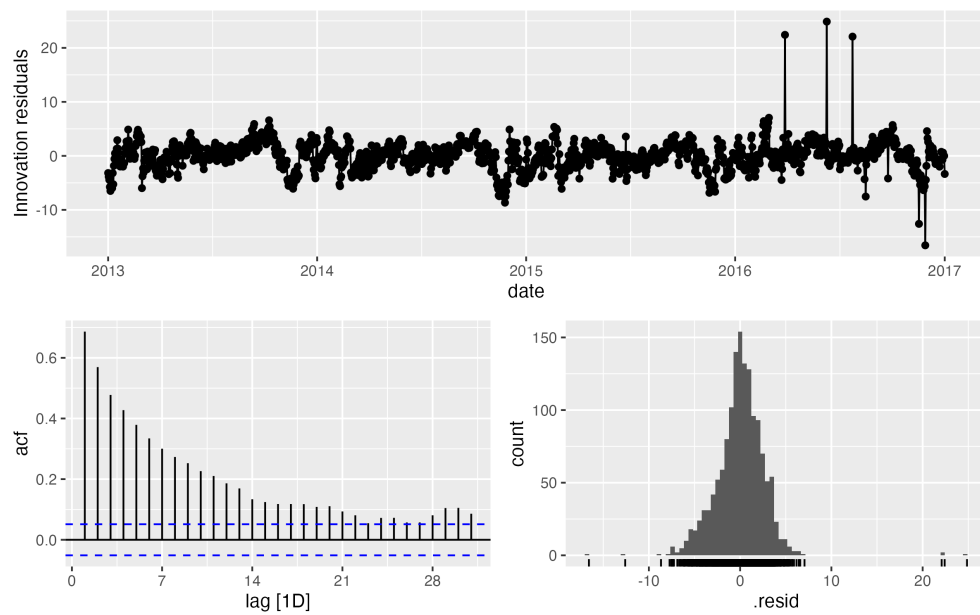 Innovation residuals
20
10
0
-10
2013 2014 2015 2016 2017
date
acf
0.6
0.4
0.2
0.0
0 7 14 21 28
lag [1D]
count
150
100
50
0
-10 0 10 20
.resid